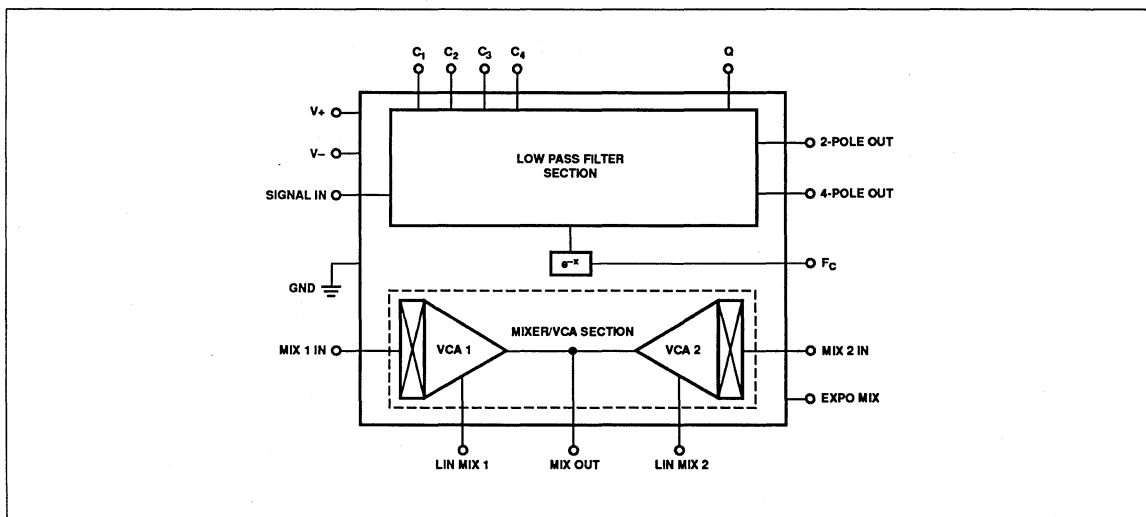 C1 C2 C3 C4 Q
V+
V–
SIGNAL IN
LOW PASS FILTER
SECTION
2-POLE OUT
4-POLE OUT
e–x
FC
GND
MIXER/VCA SECTION
MIX 1 IN
VCA 1
VCA 2
MIX 2 IN
EXPO MIX
LIN MIX 1 MIX OUT LIN MIX 2